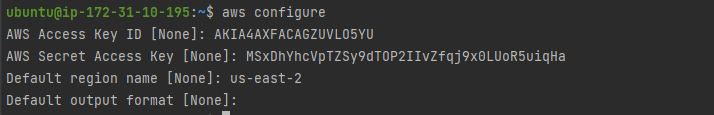 ubuntu@ip-172-31-10-195:~$ aws configure
AWS Access Key ID [None]: AKIA4AXFACAGZUVLO5YU
AWS Secret Access Key [None]: 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
Default region name [None]: us-east-2
Default output format [None]: